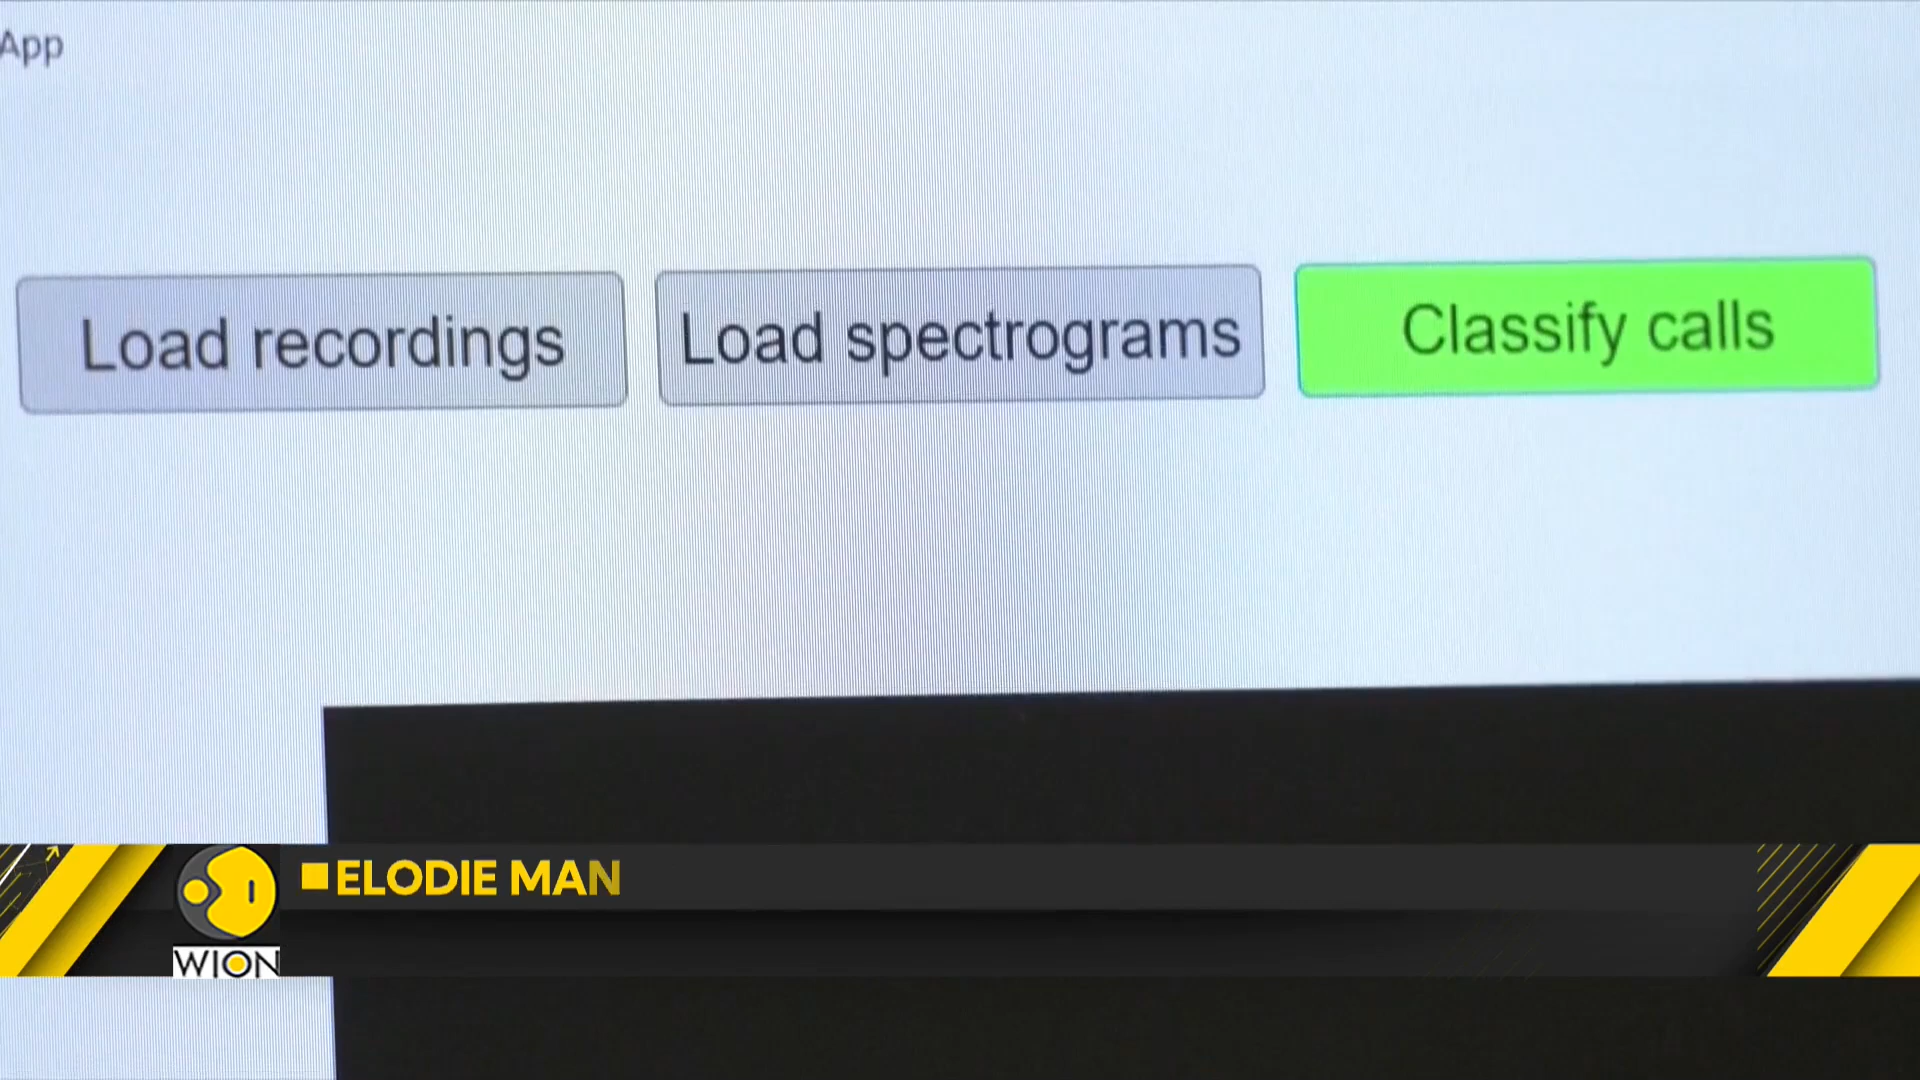 App
Load recordings
Load spectrograms
Classify calls
ELODIE MAN
WION